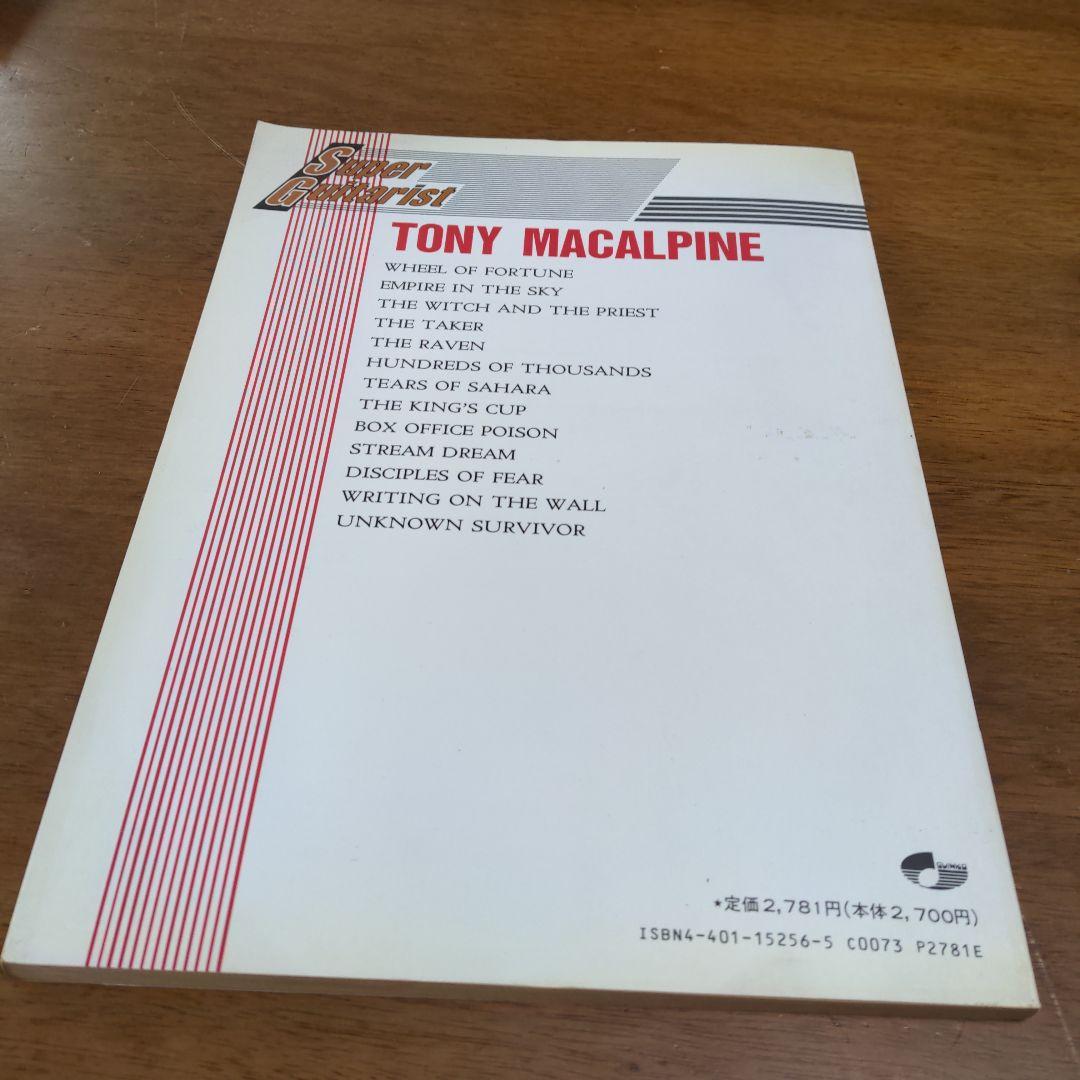 Super
Guitarist
TONY MACALPINE
WHEEL OF FORTUNE
EMPIRE IN THE SKY
THE WITCH AND THE PRIEST
THE TAKER
THE RAVEN
HUNDREDS OF THOUSANDS
TEARS OF SAHARA
THE KING'S CUP
BOX OFFICE POISON
STREAM DREAM
DISCIPLES OF FEAR
WRITING ON THE WALL
UNKNOWN SURVIVOR
★定価2,781円(本体2,700円)
ISBN4-401-15256-5 C0073 P2781E